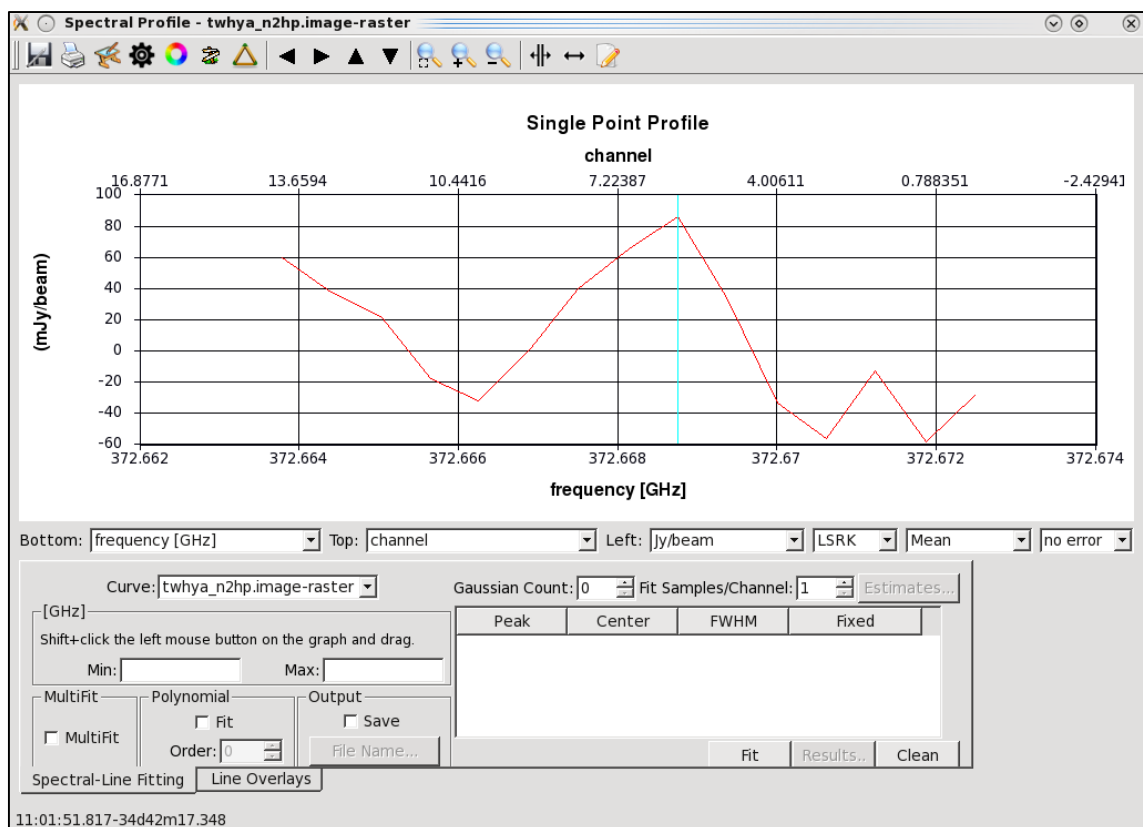 Spectral Profile - twhya_n2hp.image-raster
Single Point Profile
channel
16.8771 13.6594 10.4416 7.22387 4.00611 0.788351 -2.42941
100
80
60
40
20
0
-20
-40
-60
(mJy/beam)
372.662 372.664 372.666 372.668 372.67 372.672 372.674
frequency [GHz]
Bottom: frequency [GHz] Top: channel Left: Jy/beam LSRK Mean no error
Curve: twhya_n2hp.image-raster Gaussian Count: 0 Fit Samples/Channel: 1 Estimates...
[GHz]
Shift+click the left mouse button on the graph and drag.
Min: Max:
Peak Center FWHM Fixed
MultiFit Polynomial Output
MultiFit Fit Save
Order: 0 File Name...
Fit Results.. Clean
Spectral-Line Fitting Line Overlays
11:01:51.817-34d42m17.348